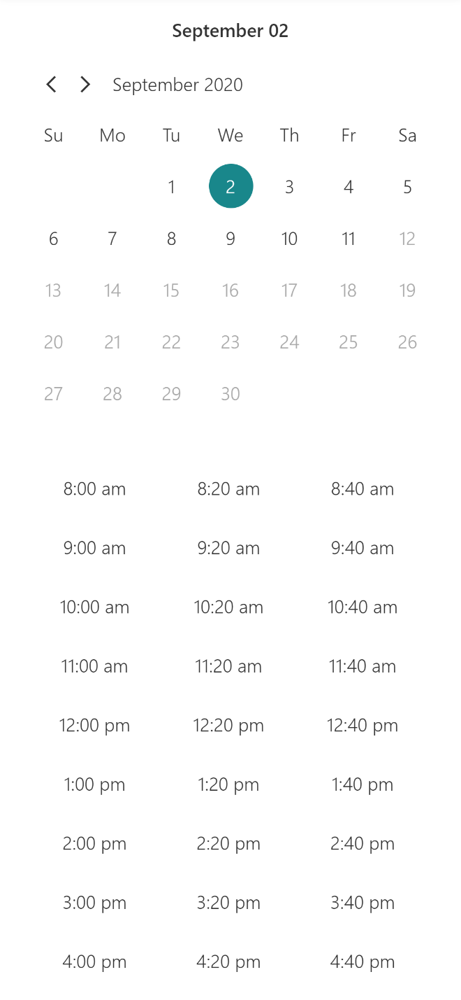 September 02
September 2020
Su Mo Tu We Th Fr Sa
1 2 3 4 5
6 7 8 9 10 11 12
13 14 15 16 17 18 19
20 21 22 23 24 25 26
27 28 29 30
8:00 am 8:20 am 8:40 am
9:00 am 9:20 am 9:40 am
10:00 am 10:20 am 10:40 am
11:00 am 11:20 am 11:40 am
12:00 pm 12:20 pm 12:40 pm
1:00 pm 1:20 pm 1:40 pm
2:00 pm 2:20 pm 2:40 pm
3:00 pm 3:20 pm 3:40 pm
4:00 pm 4:20 pm 4:40 pm